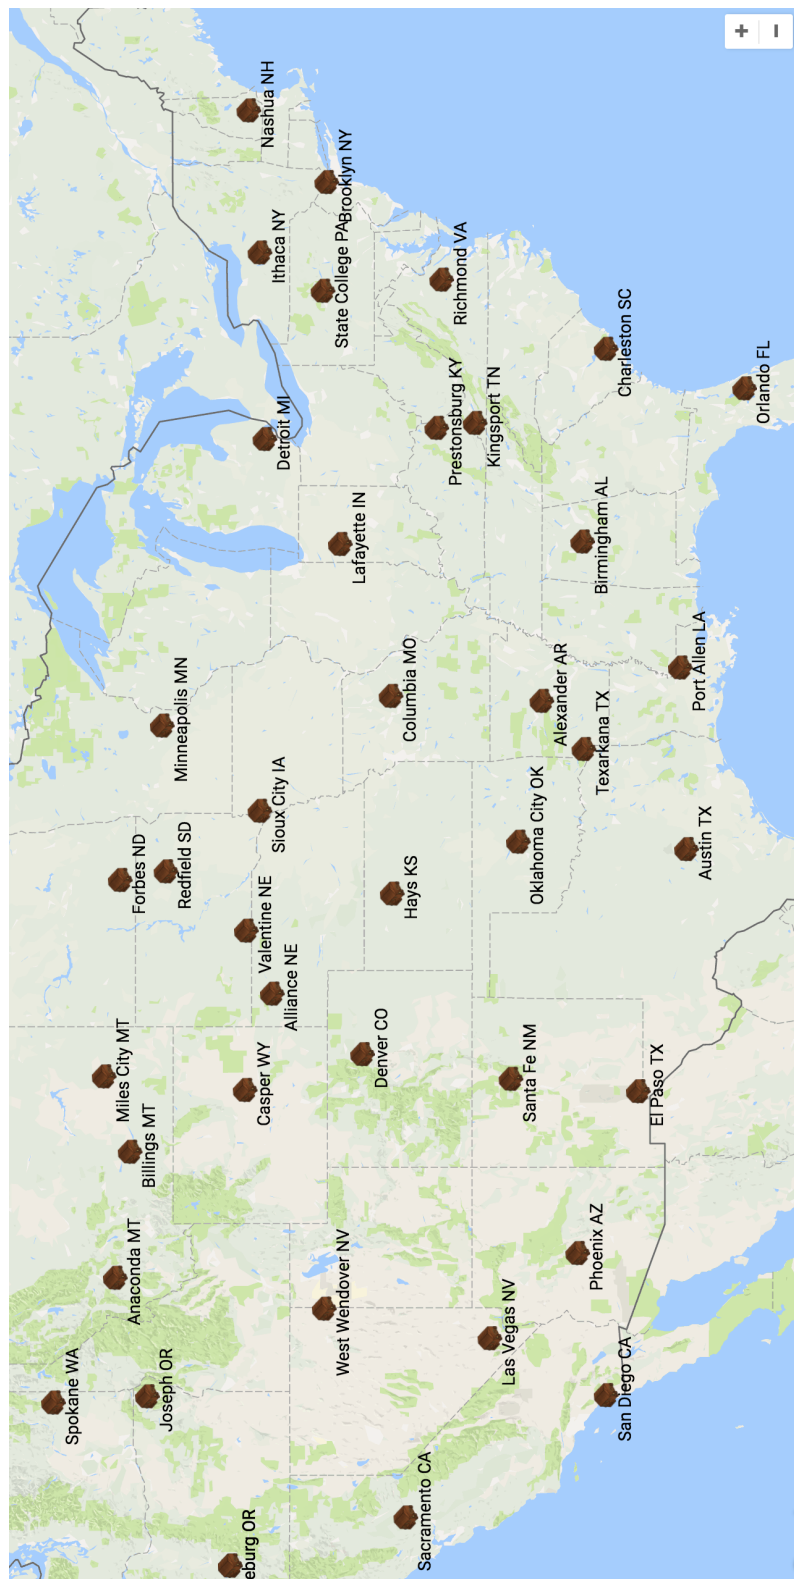 Spokane WA
Joseph OR
eburg OR
Sacramento CA
San Diego CA
Las Vegas NV
West Wendover NV
Phoenix AZ
Anaconda MT
Billings MT
Miles City MT
Casper WY
Denver CO
Santa Fe NM
El Paso TX
Alliance NE
Valentine NE
Forbes ND
Redfield SD
Hays KS
Sioux City IA
Oklahoma City OK
Austin TX
Minneapolis MN
Columbia MO
Alexander AR
Texarkana TX
Port Allen LA
Lafayette IN
Birmingham AL
Detroit MI
Prestonsburg KY
Kingsport TN
Charleston SC
Orlando FL
Ithaca NY
State College PA
Richmond VA
Brooklyn NY
Nashua NH
+
−